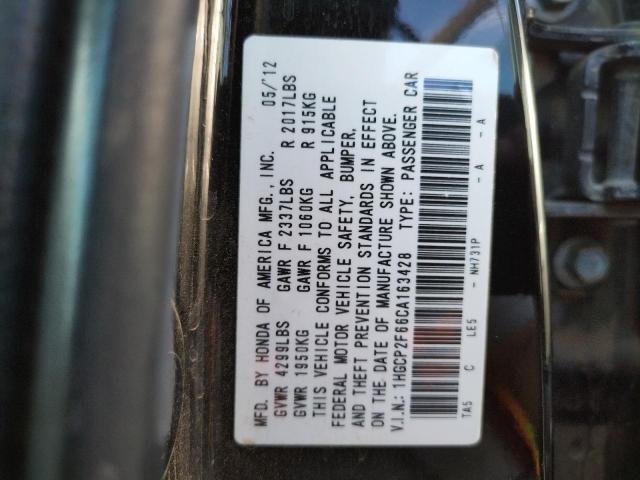 MFD. BY HONDA OF AMERICA MFG., INC. 05/'12
GVWR 4299LBS GAWR F 2337LBS R 2017LBS
GVWR 1950KG GAWR F 1060KG R 915KG
THIS VEHICLE CONFORMS TO ALL APPLICABLE
FEDERAL MOTOR VEHICLE SAFETY, BUMPER,
AND THEFT PREVENTION STANDARDS IN EFFECT
ON THE DATE OF MANUFACTURE SHOWN ABOVE.
V.I.N.: 1HGCP2F66CA163428 TYPE: PASSENGER CAR
TA5 C LE5 - NH731P - A - A